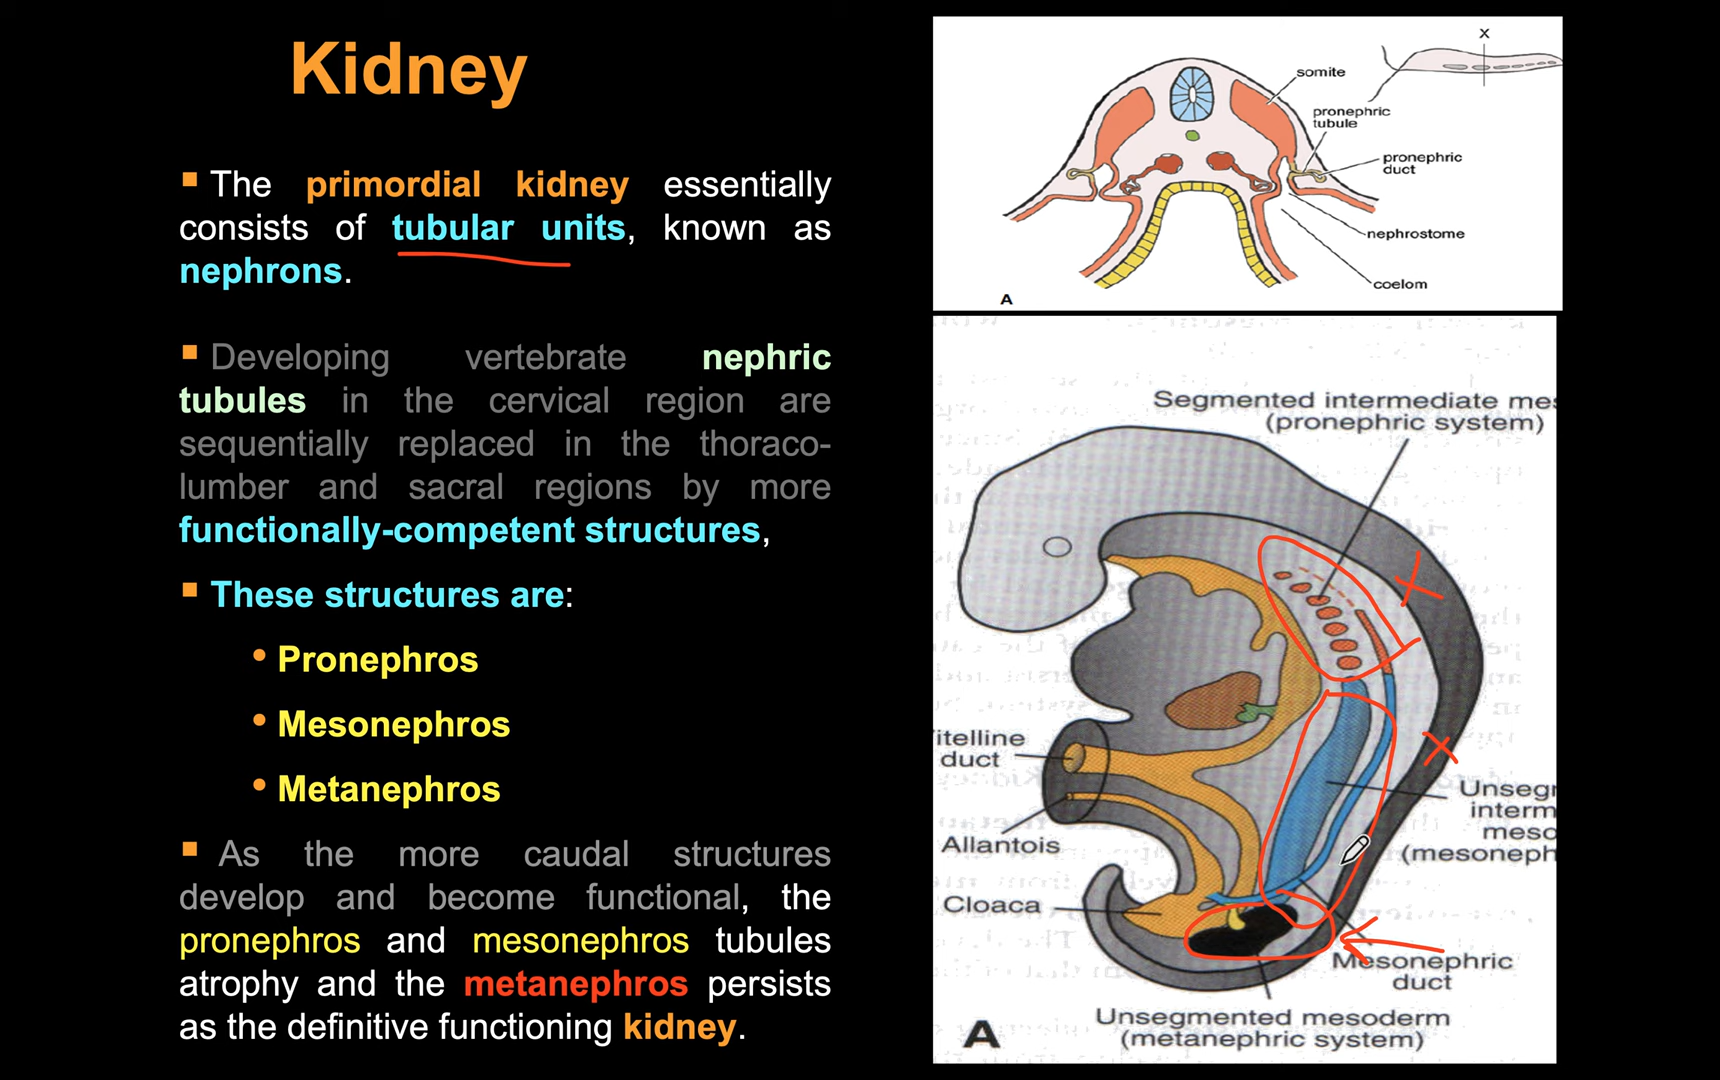 Kidney
The primordial kidney essentially
consists of tubular units, known as
nephrons.
Developing vertebrate nephric
tubules in the cervical region are
sequentially replaced in the thoraco-
lumber and sacral regions by more
functionally-competent structures,
These structures are:
Pronephros
Mesonephros
Metanephros
As the more caudal structures
develop and become functional, the
pronephros and mesonephros tubules
atrophy and the metanephros persists
as the definitive functioning kidney.
x
somite
pronephric
tubule
pronephric
duct
nephrostome
coelom
A
Segmented intermediate mes
(pronephric system)
itelline
duct
Unsegr
interm
meso
(mesoneph
Allantois
Cloaca
Mesonephric
duct
Unsegmented mesoderm
(metanephric system)
A